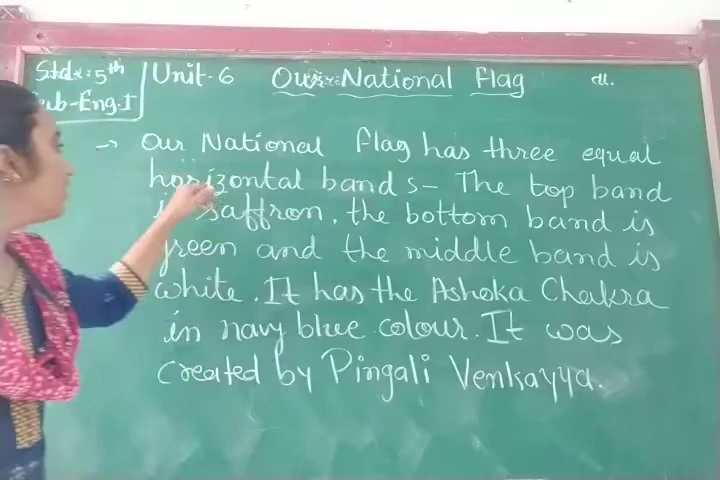 Std: 5th
Sub-Eng.I
Unit-6 Our National Flag
→ Our National flag has three equal
horizontal bands- The top band
is saffron, the bottom band is
green and the middle band is
white. It has the Ashoka Chakra
in navy blue colour. It was
created by Pingali Venkayya.